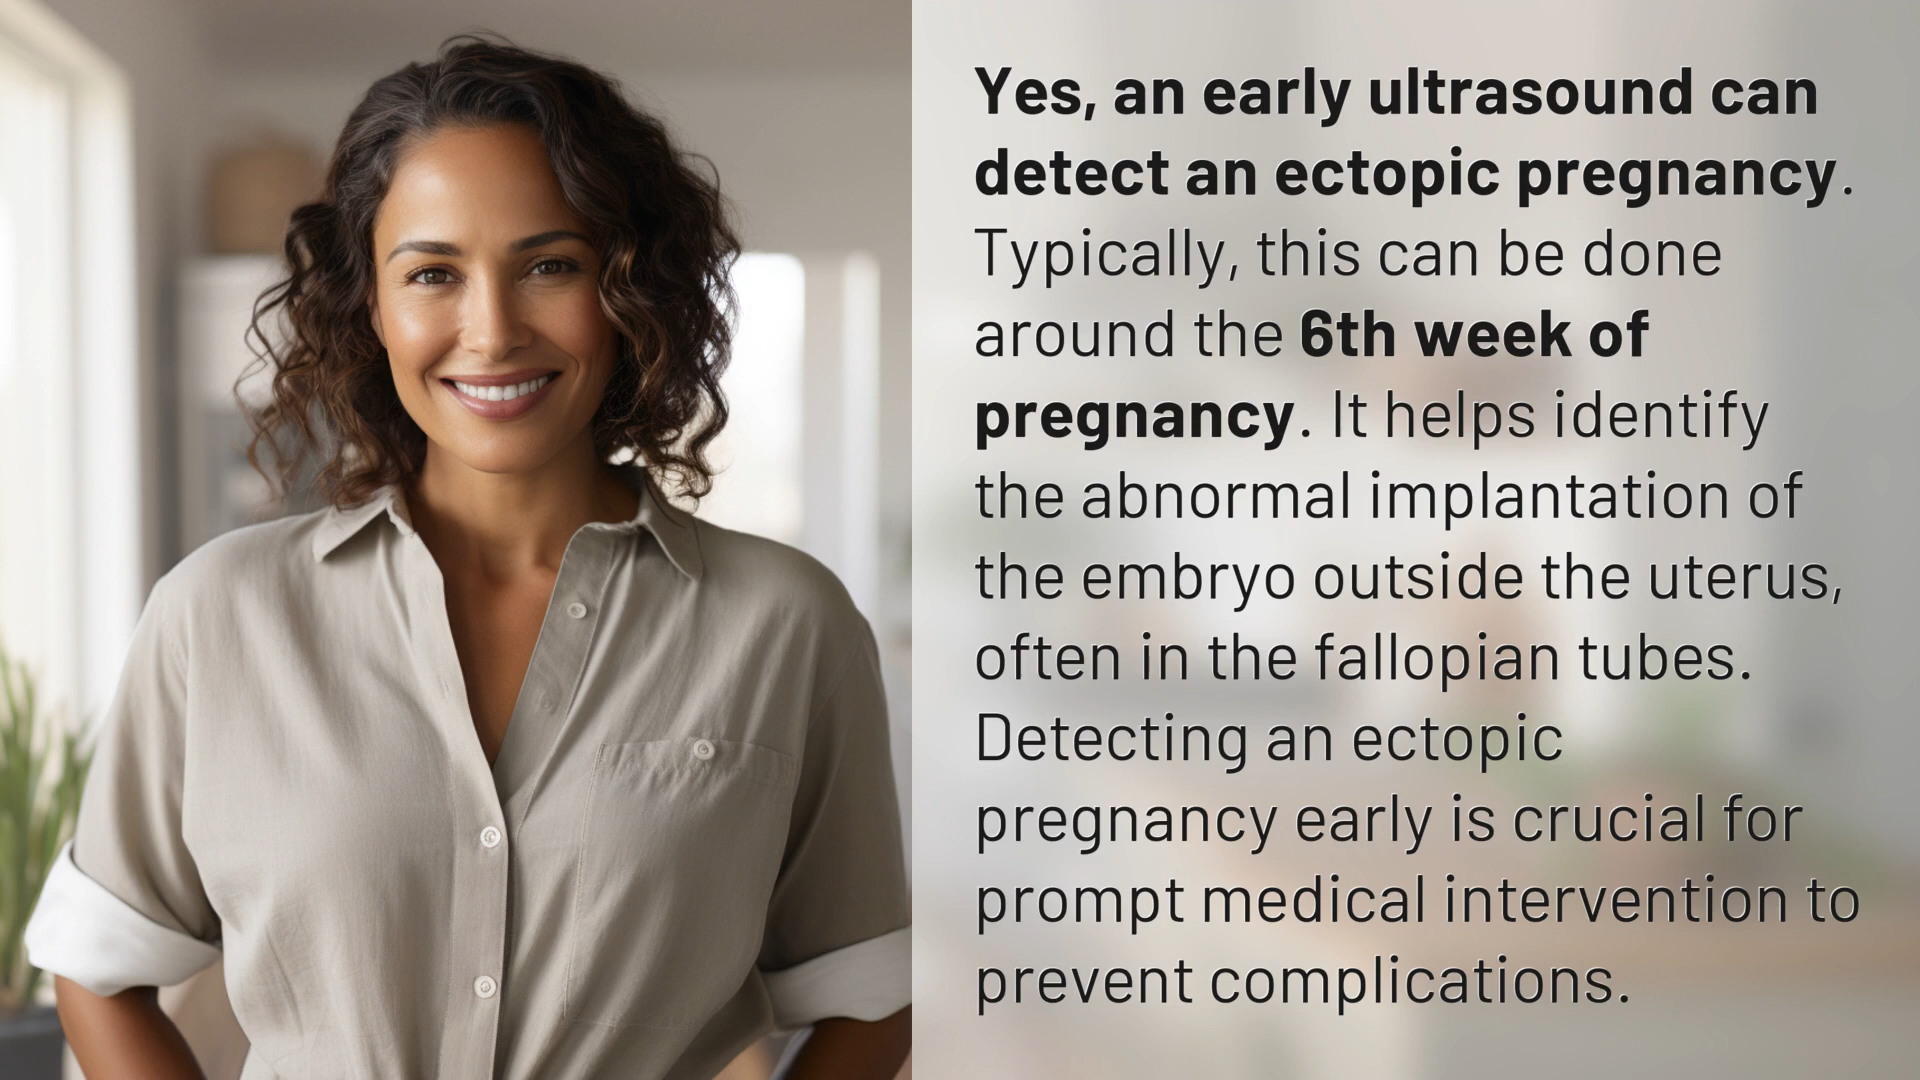 Yes, an early ultrasound can
detect an ectopic pregnancy.
Typically, this can be done
around the 6th week of
pregnancy. It helps identify
the abnormal implantation of
the embryo outside the uterus,
often in the fallopian tubes.
Detecting an ectopic
pregnancy early is crucial for
prompt medical intervention to
prevent complications.